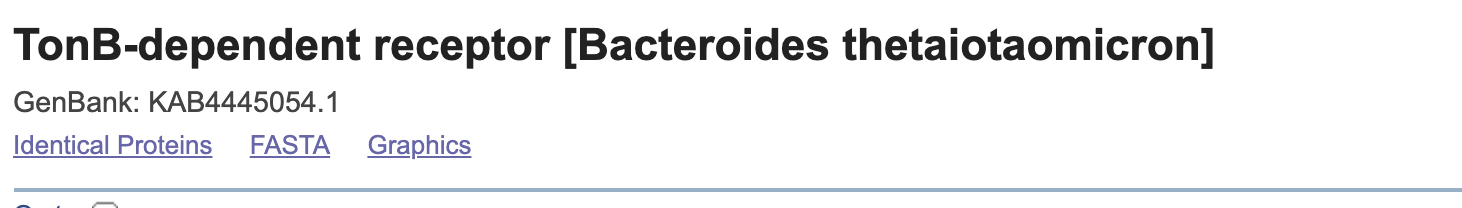 TonB-dependent receptor [Bacteroides thetaiotaomicron]
GenBank: KAB4445054.1
Identical Proteins FASTA Graphics